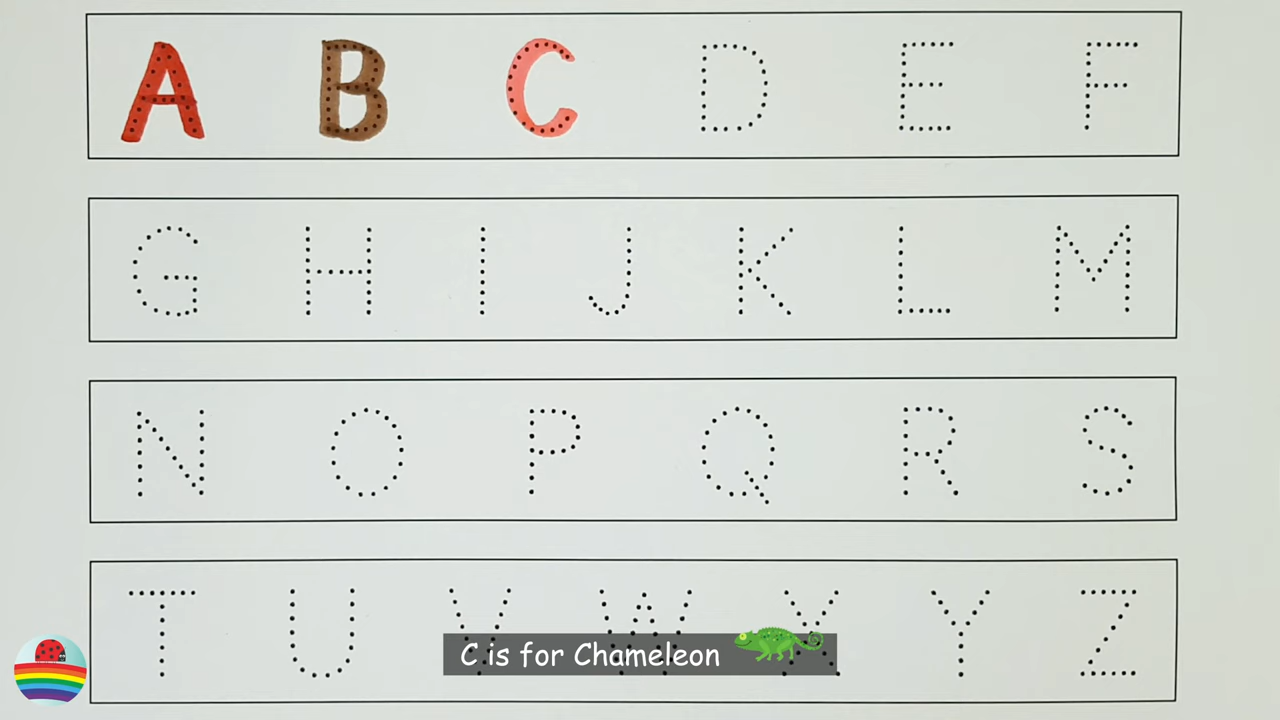 A B C D E F
G H I J K L M
N O P Q R S
T U V W X Y Z
C is for Chameleon